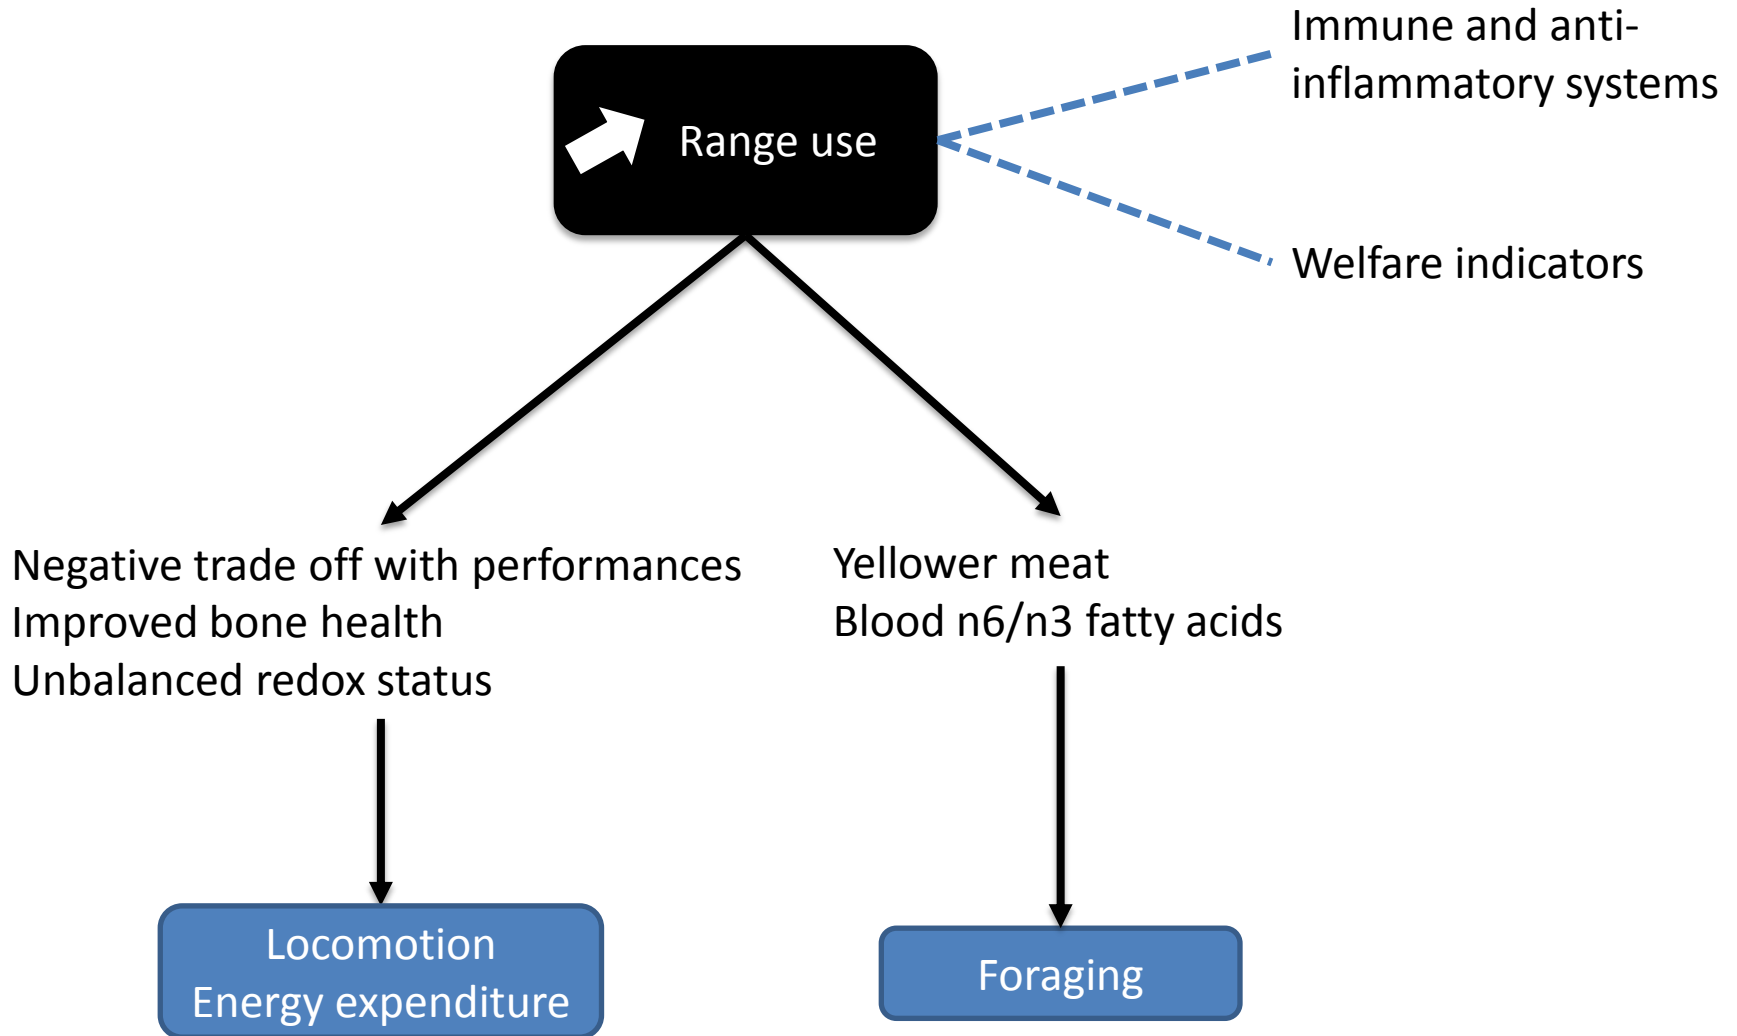 Immune and anti-
inflammatory systems
Range use
Welfare indicators
Negative trade off with performances
Improved bone health
Unbalanced redox status
Yellower meat
Blood n6/n3 fatty acids
Locomotion
Energy expenditure
Foraging